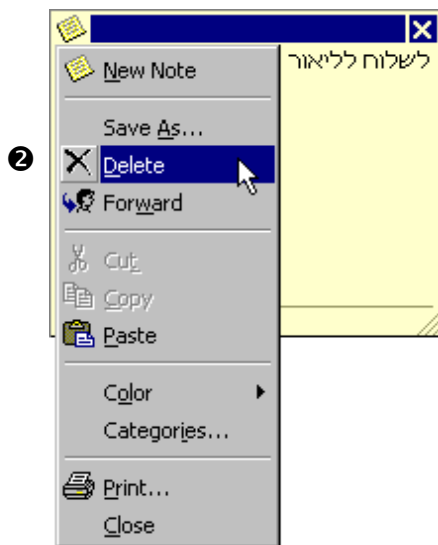 לשלוח לליאור
New Note
Save As...
❷
Delete
Forward
Cut
Copy
Paste
Color
Categories...
Print...
Close